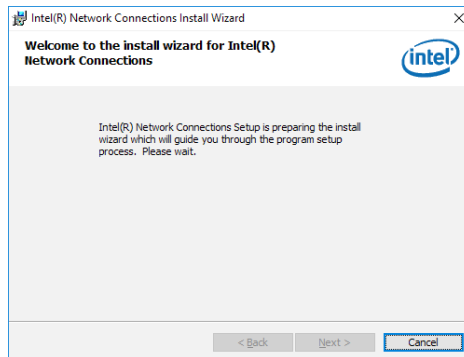 Intel(R) Network Connections Install Wizard
Welcome to the install wizard for Intel(R)
Network Connections
intel
Intel(R) Network Connections Setup is preparing the install
wizard which will guide you through the program setup
process. Please wait.
< Back Next > Cancel